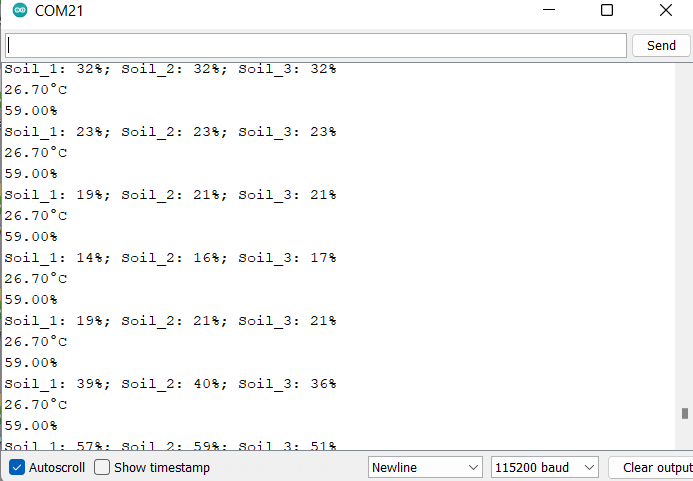 COM21
Send
Soil_1: 32%; Soil_2: 32%; Soil_3: 32%
26.70°C
59.00%
Soil_1: 23%; Soil_2: 23%; Soil_3: 23%
26.70°C
59.00%
Soil_1: 19%; Soil_2: 21%; Soil_3: 21%
26.70°C
59.00%
Soil_1: 14%; Soil_2: 16%; Soil_3: 17%
26.70°C
59.00%
Soil_1: 19%; Soil_2: 21%; Soil_3: 21%
26.70°C
59.00%
Soil_1: 39%; Soil_2: 40%; Soil_3: 36%
26.70°C
59.00%
Soil_1: 57%; Soil_2: 59%; Soil_3: 51%
Autoscroll Show timestamp Newline 115200 baud Clear output